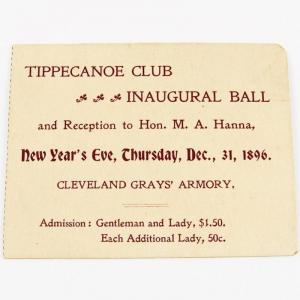 TIPPECANOE CLUB
INAUGURAL BALL
and Reception to Hon. M. A. Hanna,
New Year's Eve, Thursday, Dec., 31, 1896.
CLEVELAND GRAYS' ARMORY.
Admission: Gentleman and Lady, $1.50.
Each Additional Lady, 50c.